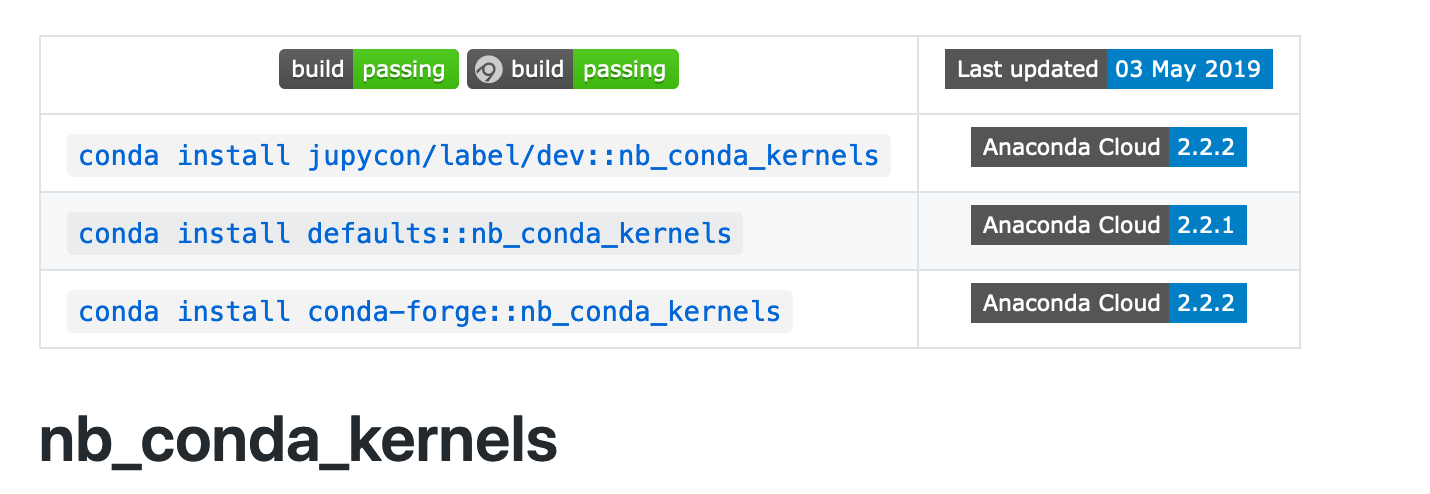 build passing build passing Last updated 03 May 2019
conda install jupycon/label/dev::nb_conda_kernels Anaconda Cloud 2.2.2
conda install defaults::nb_conda_kernels Anaconda Cloud 2.2.1
conda install conda-forge::nb_conda_kernels Anaconda Cloud 2.2.2
nb_conda_kernels